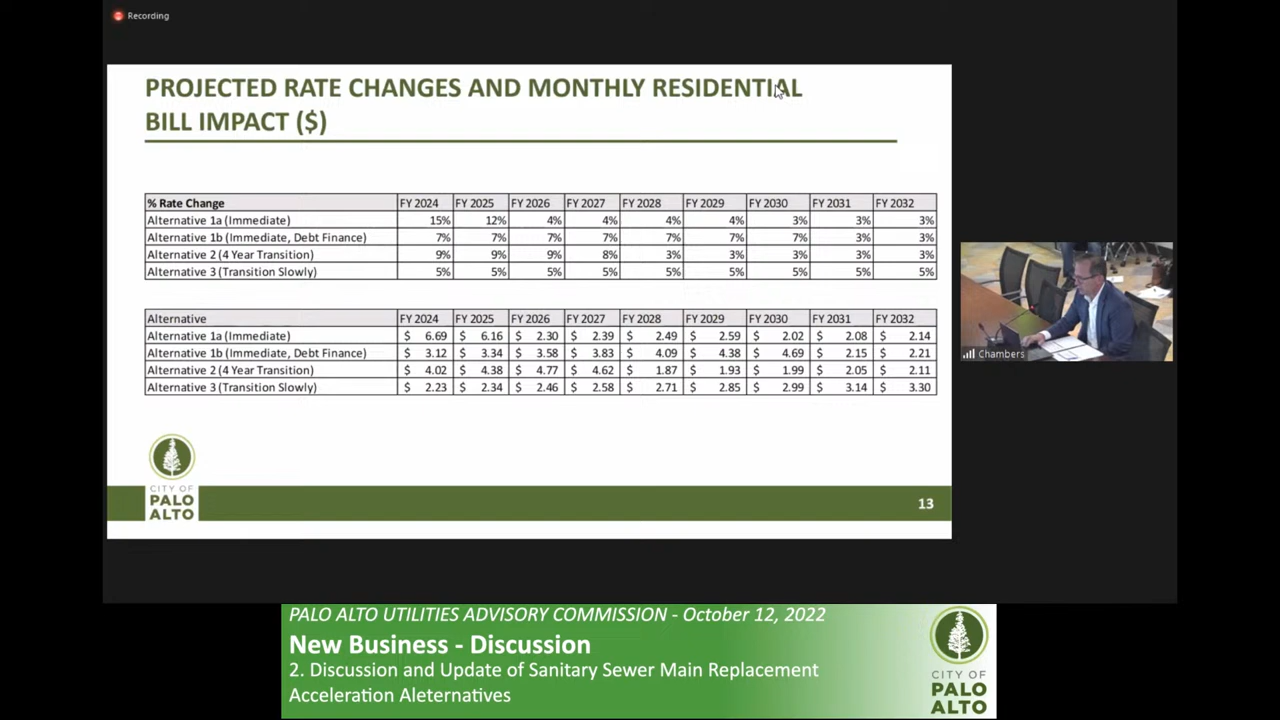 Recording
PROJECTED RATE CHANGES AND MONTHLY RESIDENTIAL
BILL IMPACT ($)
% Rate Change FY 2024 FY 2025 FY 2026 FY 2027 FY 2028 FY 2029 FY 2030 FY 2031 FY 2032
Alternative 1a (Immediate) 15% 12% 4% 4% 4% 4% 3% 3% 3%
Alternative 1b (Immediate, Debt Finance) 7% 7% 7% 7% 7% 7% 7% 3% 3%
Alternative 2 (4 Year Transition) 9% 9% 9% 8% 3% 3% 3% 3% 3%
Alternative 3 (Transition Slowly) 5% 5% 5% 5% 5% 5% 5% 5% 5%
Alternative FY 2024 FY 2025 FY 2026 FY 2027 FY 2028 FY 2029 FY 2030 FY 2031 FY 2032
Alternative 1a (Immediate) $ 6.69 $ 6.16 $ 2.30 $ 2.39 $ 2.49 $ 2.59 $ 2.02 $ 2.08 $ 2.14
Alternative 1b (Immediate, Debt Finance) $ 3.12 $ 3.34 $ 3.58 $ 3.83 $ 4.09 $ 4.38 $ 4.69 $ 2.15 $ 2.21
Alternative 2 (4 Year Transition) $ 4.02 $ 4.38 $ 4.77 $ 4.62 $ 1.87 $ 1.93 $ 1.99 $ 2.05 $ 2.11
Alternative 3 (Transition Slowly) $ 2.23 $ 2.34 $ 2.46 $ 2.58 $ 2.71 $ 2.85 $ 2.99 $ 3.14 $ 3.30
Chambers
CITY OF
PALO
ALTO
13
PALO ALTO UTILITIES ADVISORY COMMISSION - October 12, 2022
New Business - Discussion
2. Discussion and Update of Sanitary Sewer Main Replacement
Acceleration Aleternatives
CITY OF
PALO
ALTO